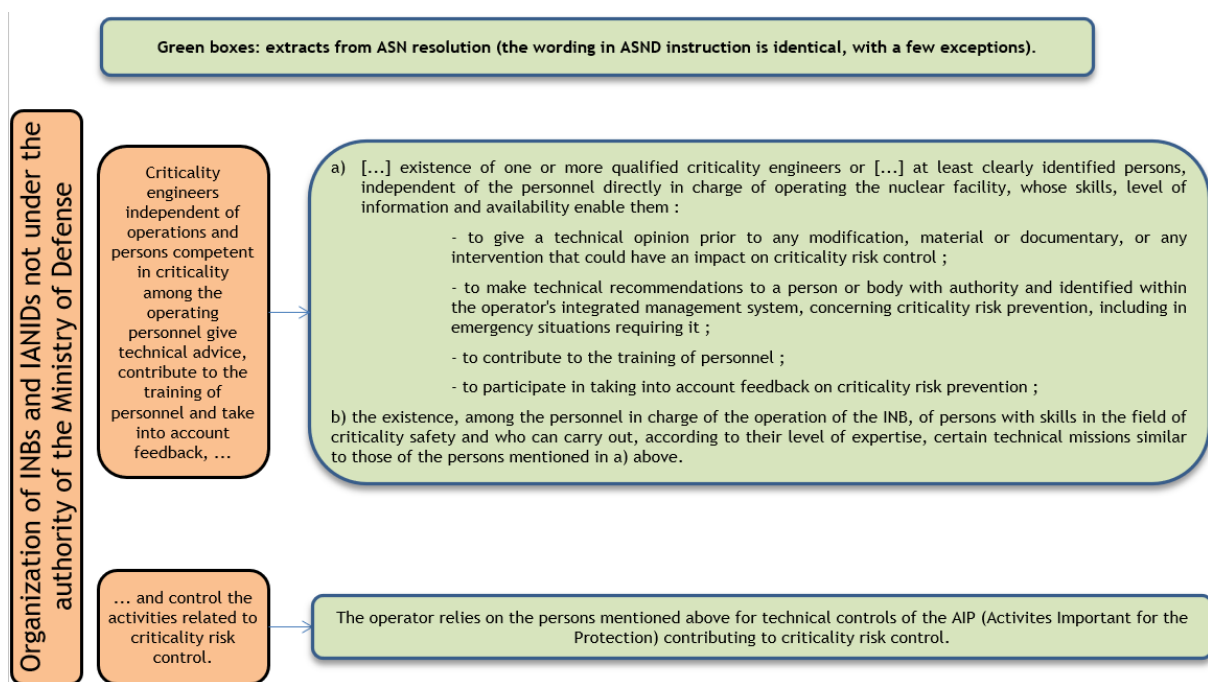 Green boxes: extracts from ASN resolution (the wording in ASND instruction is identical, with a few exceptions).
Organization of INBs and IANIDs not under the
authority of the Ministry of Defense
Criticality
engineers
independent of
operations and
persons competent
in criticality
among the
operating
personnel give
technical advice,
contribute to the
training of
personnel and take
into account
feedback, ...
a) [...] existence of one or more qualified criticality engineers or [...] at least clearly identified persons,
independent of the personnel directly in charge of operating the nuclear facility, whose skills, level of
information and availability enable them :
- to give a technical opinion prior to any modification, material or documentary, or any
intervention that could have an impact on criticality risk control ;
- to make technical recommendations to a person or body with authority and identified within
the operator's integrated management system, concerning criticality risk prevention, including in
emergency situations requiring it ;
- to contribute to the training of personnel ;
- to participate in taking into account feedback on criticality risk prevention ;
b) the existence, among the personnel in charge of the operation of the INB, of persons with skills in the field of
criticality safety and who can carry out, according to their level of expertise, certain technical missions similar
to those of the persons mentioned in a) above.
... and control the
activities related to
criticality risk
control.
The operator relies on the persons mentioned above for technical controls of the AIP (Activites Important for the
Protection) contributing to criticality risk control.